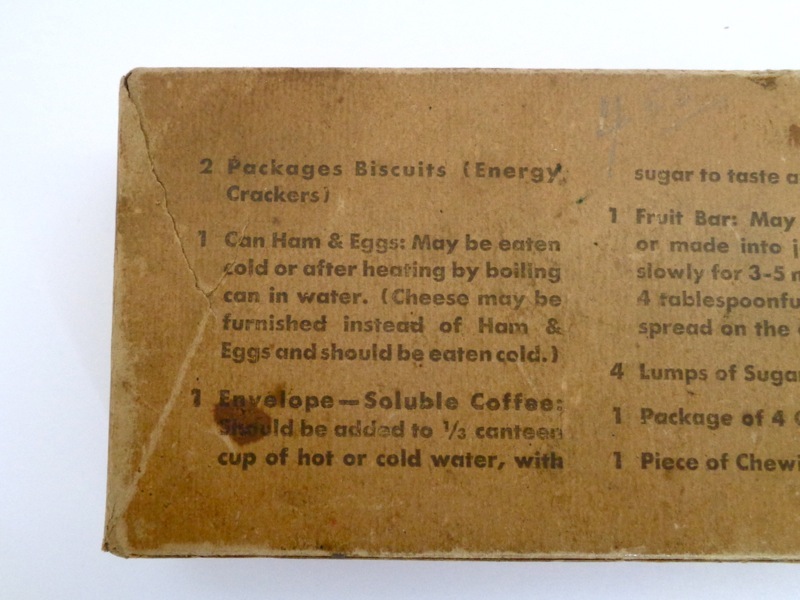 2 Packages Biscuits (Energy
Crackers)
1 Can Ham & Eggs: May be eaten
cold or after heating by boiling
can in water. (Cheese may be
furnished instead of Ham &
Eggs and should be eaten cold.)
1 Envelope—Soluble Coffee:
Should be added to 1/3 canteen
cup of hot or cold water, with
sugar to taste
1 Fruit Bar: May
or made into
slowly for 3-5
4
spread on the
4 Lumps of
1 Package of 4
1 Piece of